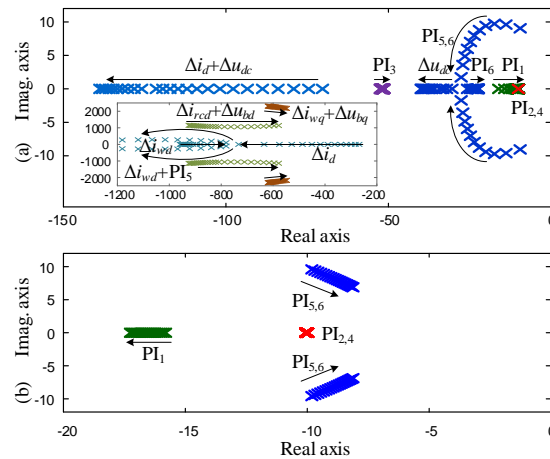 10
5
0
-5
-10
Imag. axis
(a)
Δi_d+Δu_dc
PI_3
Δu_dc
PI_6
PI_1
PI_5,6
PI_2,4
2000
1000
0
-1000
-2000
Δi_rcd+Δu_bd
Δi_wq+Δu_bq
Δi_wd
Δi_d
Δi_wd+PI_5
-1200
-1000
-800
-600
-400
-200
-150
-100
-50
0
Real axis
10
5
0
-5
-10
Imag. axis
(b)
PI_5,6
PI_1
PI_2,4
PI_5,6
-20
-15
-10
-5
0
Real axis